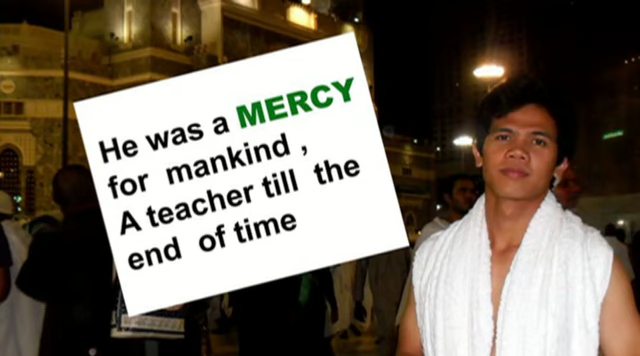 He was a MERCY
for mankind ,
A teacher till the
end of time